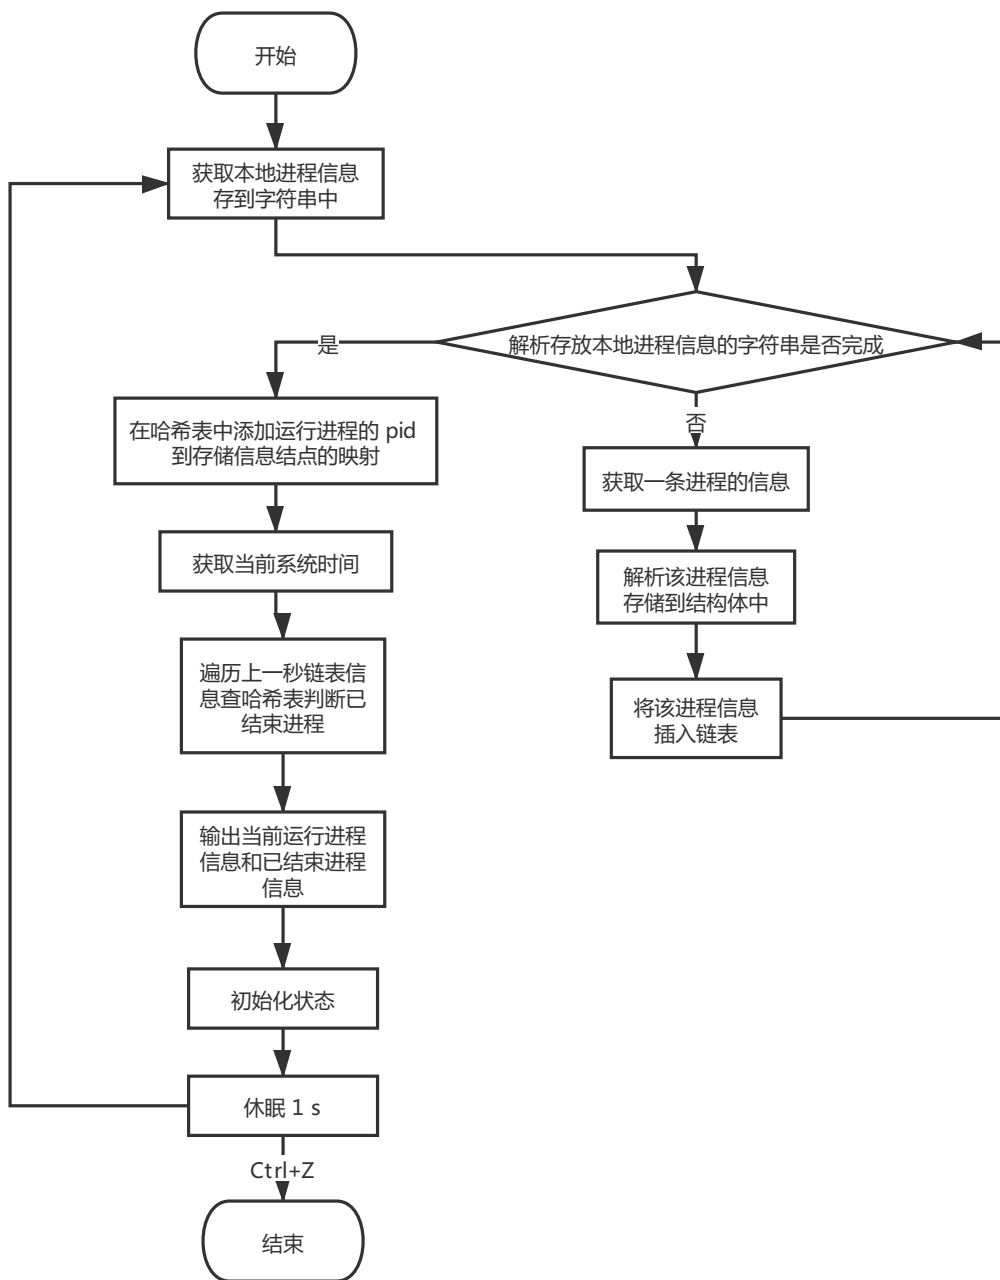 开始
获取本地进程信息
存到字符串中
解析存放本地进程信息的字符串是否完成
是
否
在哈希表中添加运行进程的 pid
到存储信息结点的映射
获取一条进程的信息
获取当前系统时间
解析该进程信息
存储到结构体中
遍历上一秒链表信
息查哈希表判断已
结束进程
将该进程信息
插入链表
输出当前运行进程
信息和已结束进程
信息
初始化状态
休眠 1 s
Ctrl+Z
结束